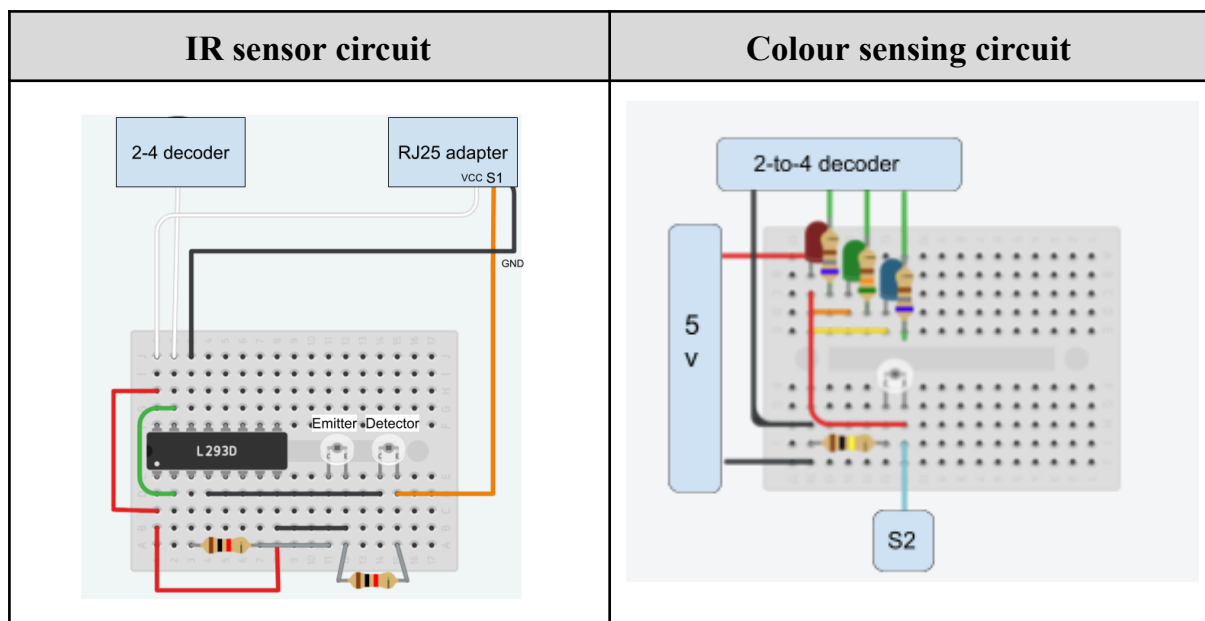 IR sensor circuit
Colour sensing circuit
2-4 decoder
RJ25 adapter
VCC S1
GND
Emitter Detector
L293D
2-to-4 decoder
5
v
S2